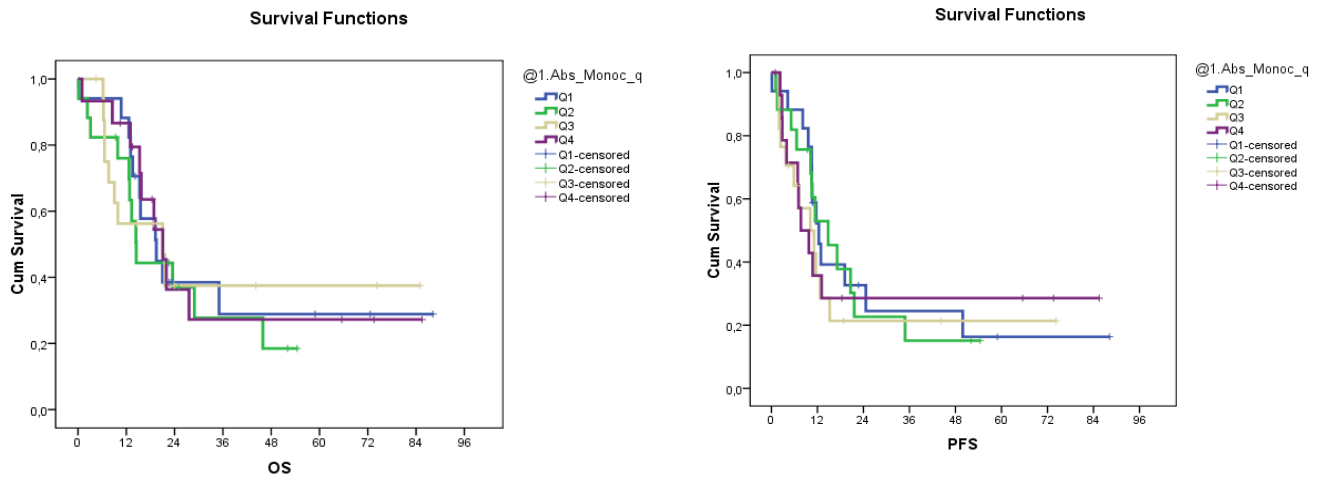 Survival Functions
@1.Abs_Monoc_q
Q1
Q2
Q3
Q4
Q1-censored
Q2-censored
Q3-censored
Q4-censored
Cum Survival
1,0
0,8
0,6
0,4
0,2
0,0
0 12 24 36 48 60 72 84 96
OS
Survival Functions
@1.Abs_Monoc_q
Q1
Q2
Q3
Q4
Q1-censored
Q2-censored
Q3-censored
Q4-censored
Cum Survival
1,0
0,8
0,6
0,4
0,2
0,0
0 12 24 36 48 60 72 84 96
PFS